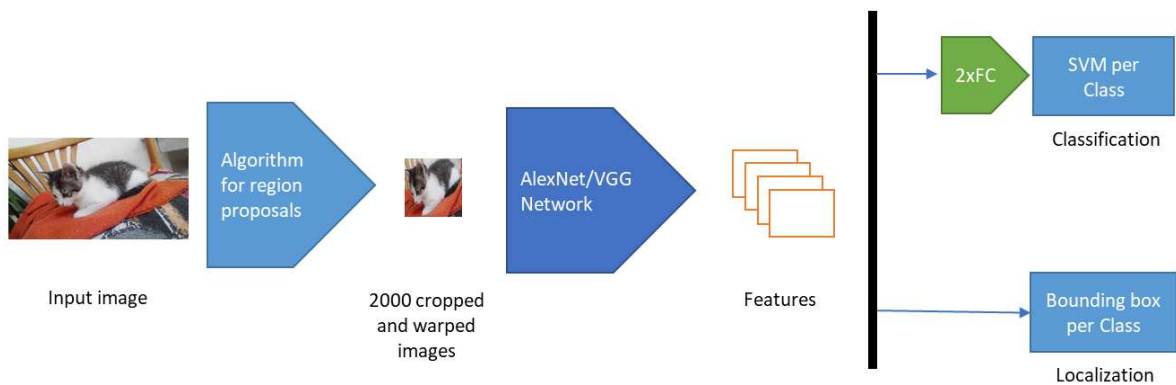 Input image
Algorithm
for region
proposals
2000 cropped
and warped
images
AlexNet/VGG
Network
Features
2xFC
SVM per
Class
Classification
Bounding box
per Class
Localization